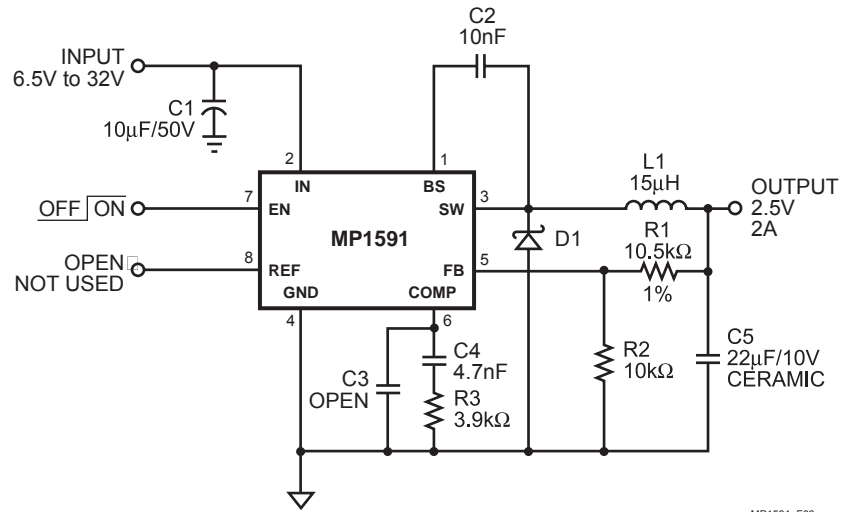 C2
10nF
INPUT
6.5V to 32V
C1
10μF/50V
2
1
IN
BS
L1
15μH
OUTPUT
2.5V
2A
OFF ON
7
EN
SW
3
MP1591
D1
R1
10.5kΩ
1%
OPEN
NOT USED
8
REF
FB
5
GND
COMP
4
6
C3
OPEN
C4
4.7nF
R3
3.9kΩ
R2
10kΩ
C5
22μF/10V
CERAMIC